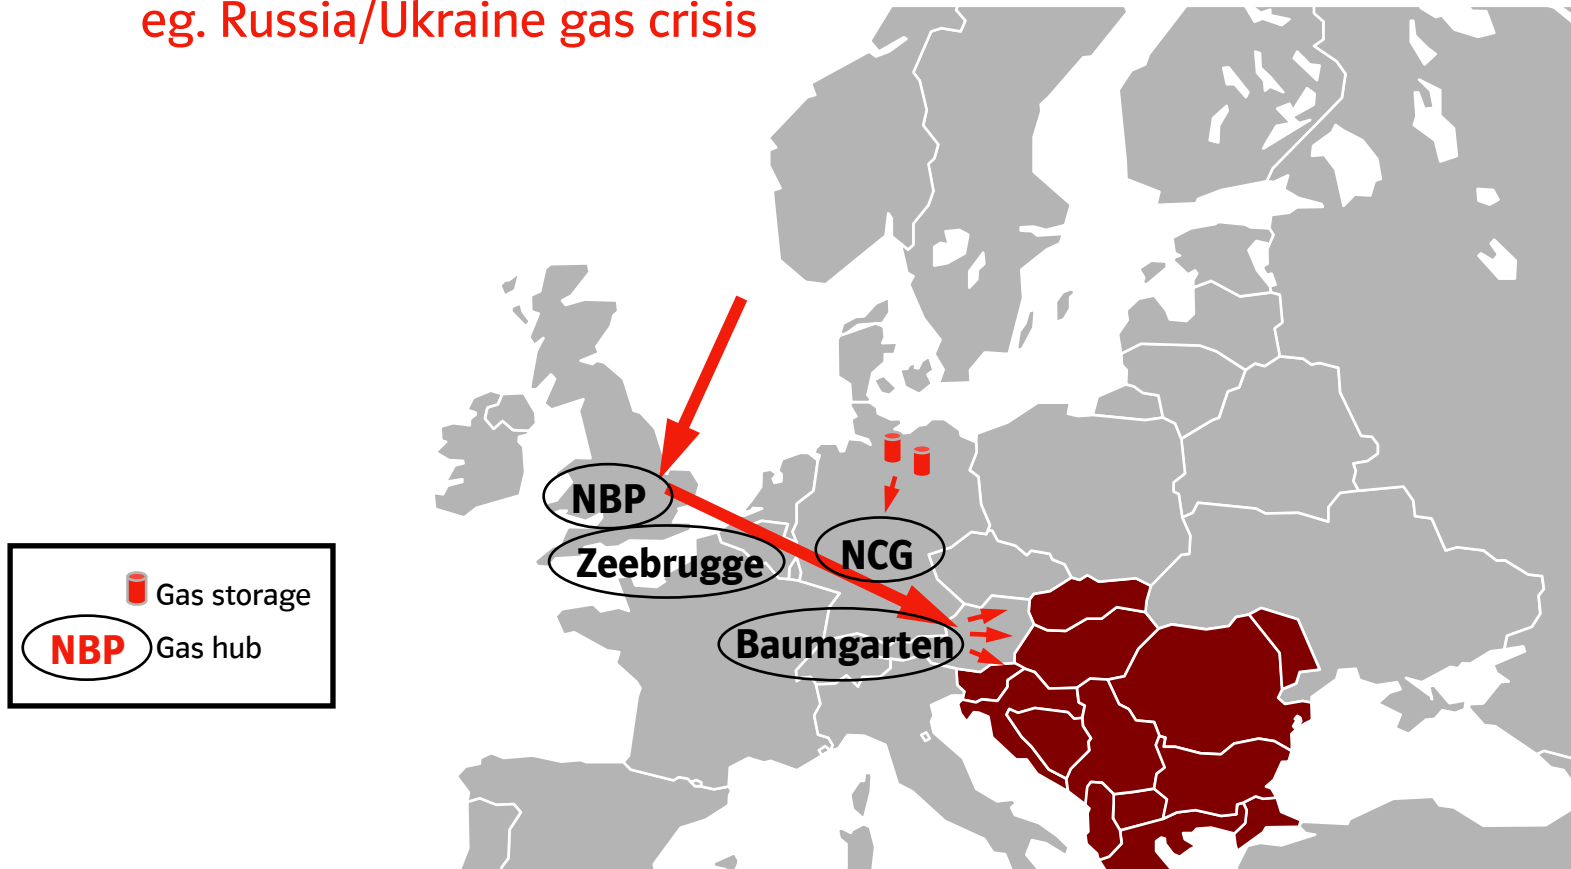 eg. Russia/Ukraine gas crisis
NBP
Zeebrugge
NCG
Baumgarten
Gas storage
NBP
Gas hub